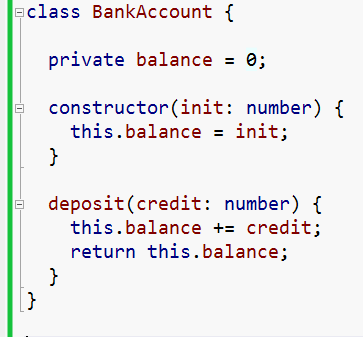 class BankAccount {
private balance = 0;
constructor(init: number) {
this.balance = init;
}
deposit(credit: number) {
this.balance += credit;
return this.balance;
}
}